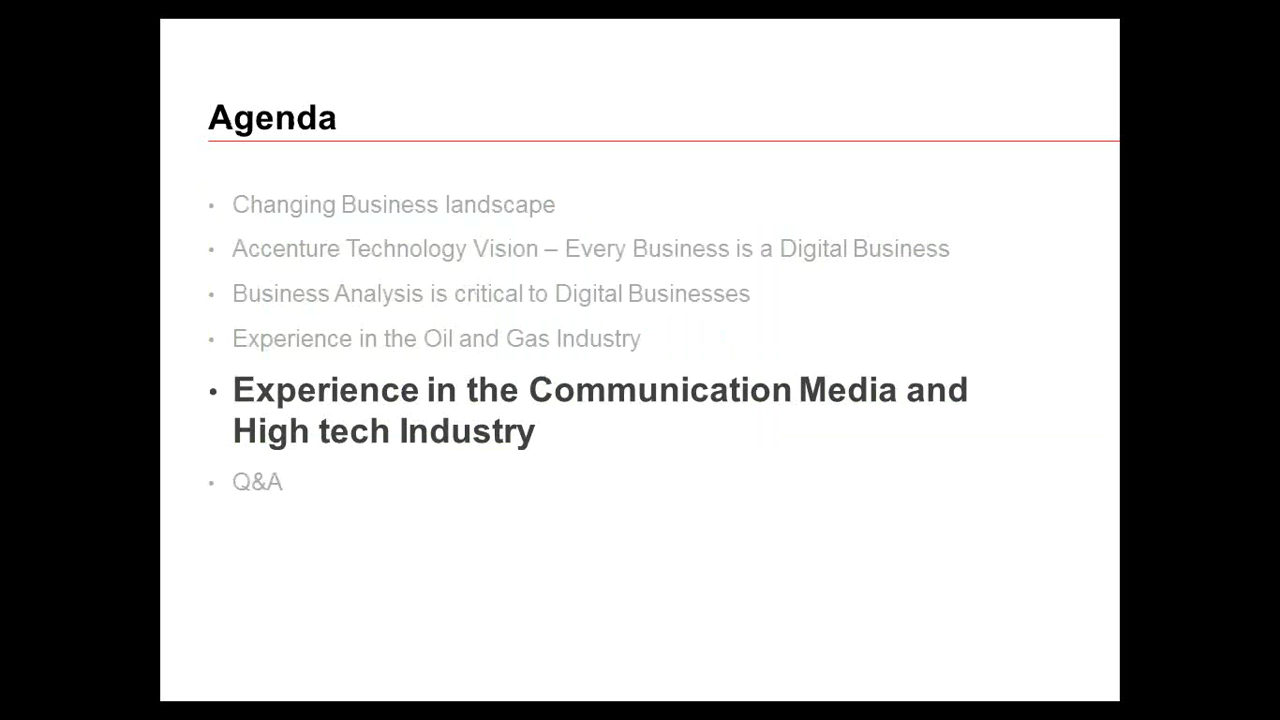 Agenda
• Changing Business landscape
• Accenture Technology Vision – Every Business is a Digital Business
• Business Analysis is critical to Digital Businesses
• Experience in the Oil and Gas Industry
• Experience in the Communication Media and
High tech Industry
• Q&A